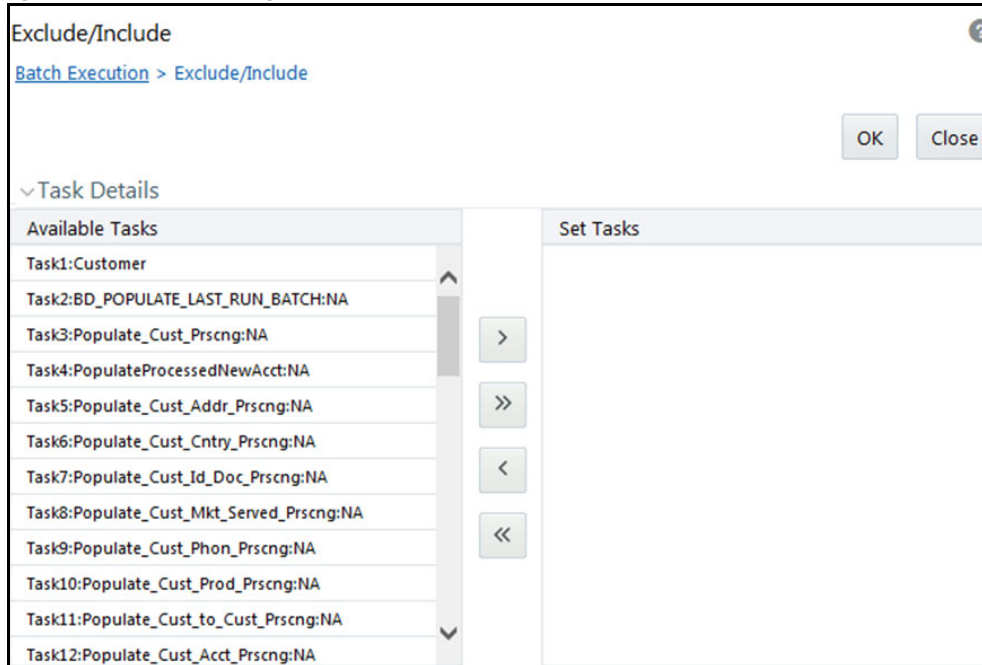 Exclude/Include
?
Batch Execution > Exclude/Include
OK
Close
Task Details
Available Tasks
Set Tasks
Task1:Customer
Task2:BD_POPULATE_LAST_RUN_BATCH:NA
Task3:Populate_Cust_Prscng:NA
Task4:PopulateProcessedNewAcct:NA
Task5:Populate_Cust_Addr_Prscng:NA
Task6:Populate_Cust_Cntry_Prscng:NA
Task7:Populate_Cust_Id_Doc_Prscng:NA
Task8:Populate_Cust_Mkt_Served_Prscng:NA
Task9:Populate_Cust_Phon_Prscng:NA
Task10:Populate_Cust_Prod_Prscng:NA
Task11:Populate_Cust_to_Cust_Prscng:NA
Task12:Populate_Cust_Acct_Prscng:NA